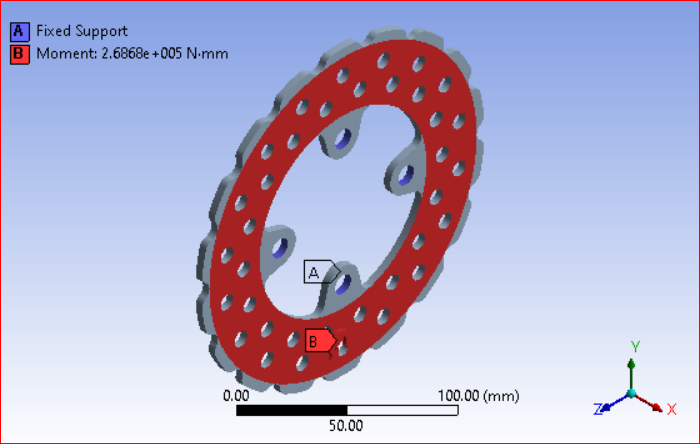 A Fixed Support
B Moment: 2.6868e+005 N·mm
A
B
0.00 100.00 (mm)
50.00
Y
Z X